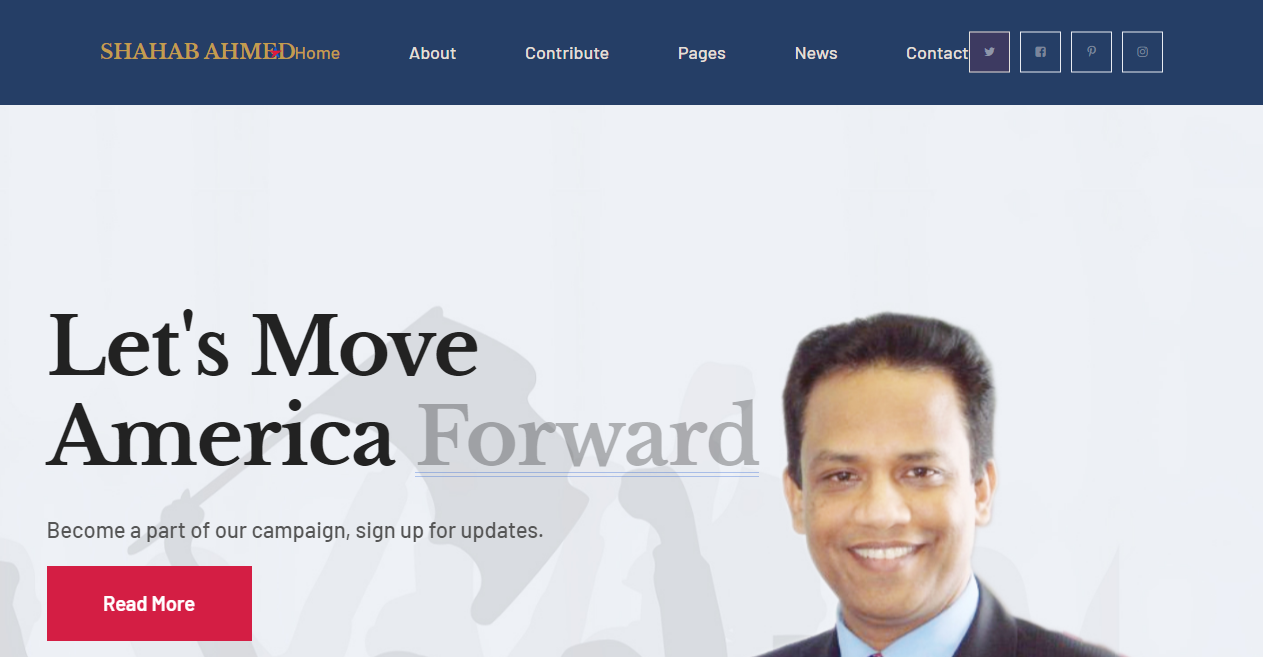 SHAHAB AHMED Home About Contribute Pages News Contact
Let's Move
America Forward
Become a part of our campaign, sign up for updates.
Read More